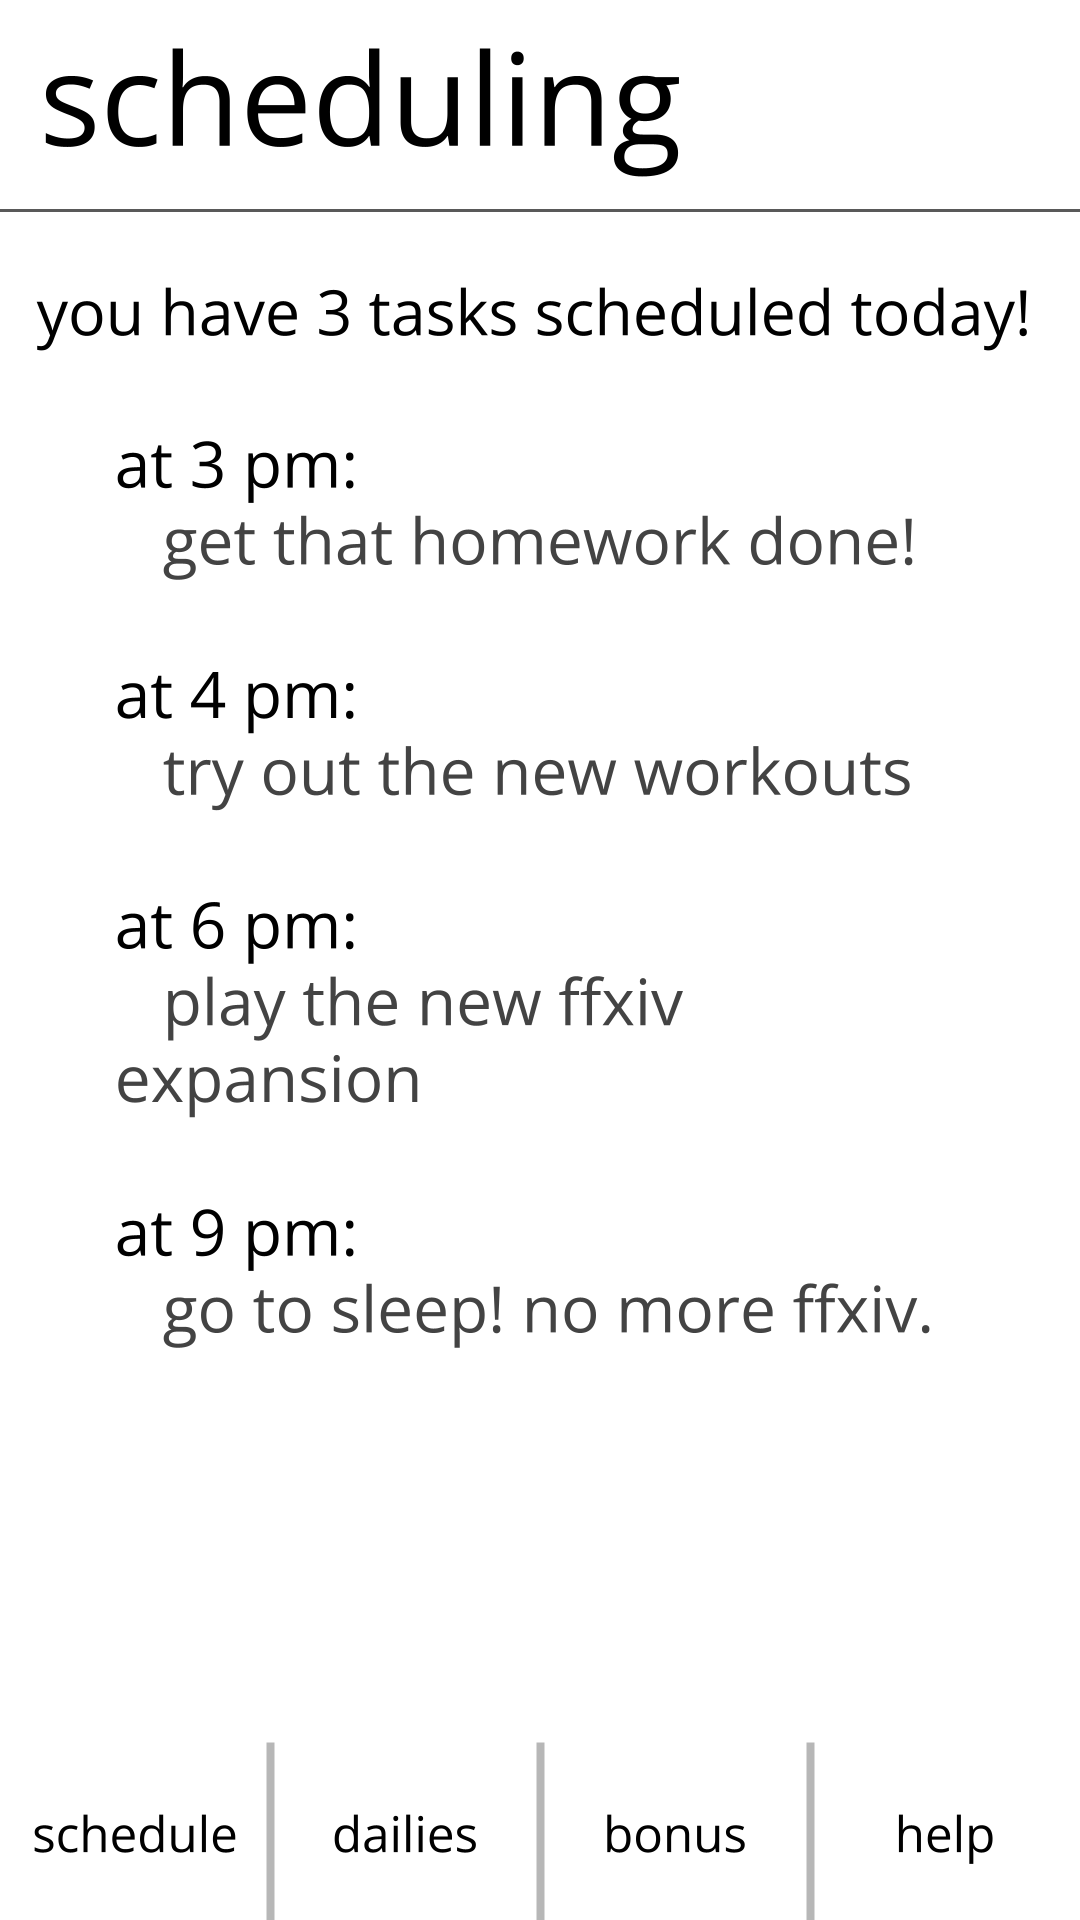 scheduling
you have 3 tasks scheduled today!
at 3 pm:
get that homework done!
at 4 pm:
try out the new workouts
at 6 pm:
play the new ffxiv
expansion
at 9 pm:
go to sleep! no more ffxiv.
schedule dailies bonus help